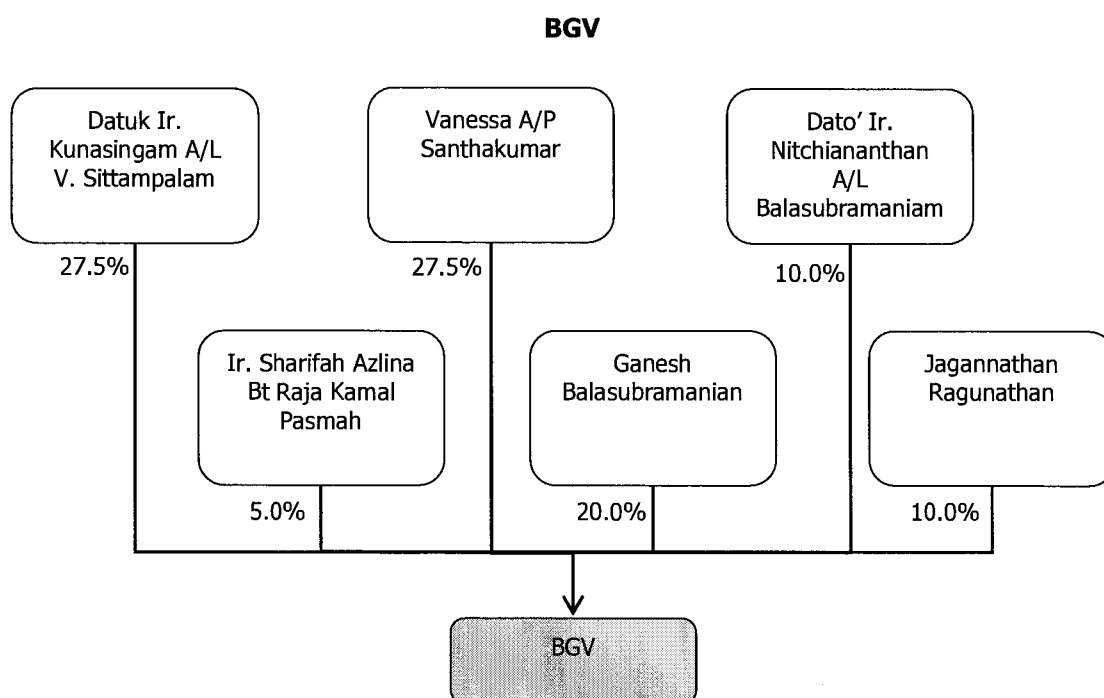 BGV
Datuk Ir.
Kunasingam A/L
V. Sittampalam
Vanessa A/P
Santhakumar
Dato’ Ir.
Nitchiananthan
A/L
Balasubramaniam
27.5%
27.5%
10.0%
Ir. Sharifah Azlina
Bt Raja Kamal
Pasmah
Ganesh
Balasubramanian
Jagannathan
Ragunathan
5.0%
20.0%
10.0%
BGV